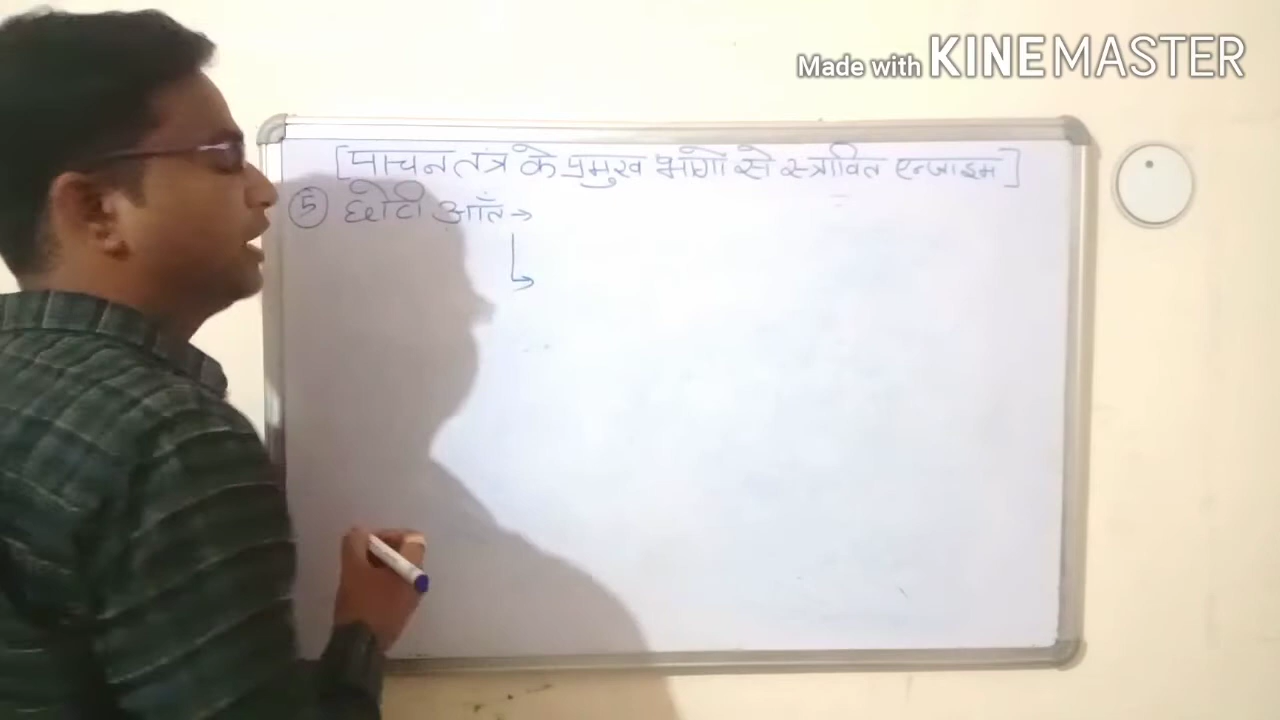 Made with KINEMASTER
[पाचनतंत्र के प्रमुख भागो से स्त्रावित एन्जाइम]
⑤ छोटी आँत →